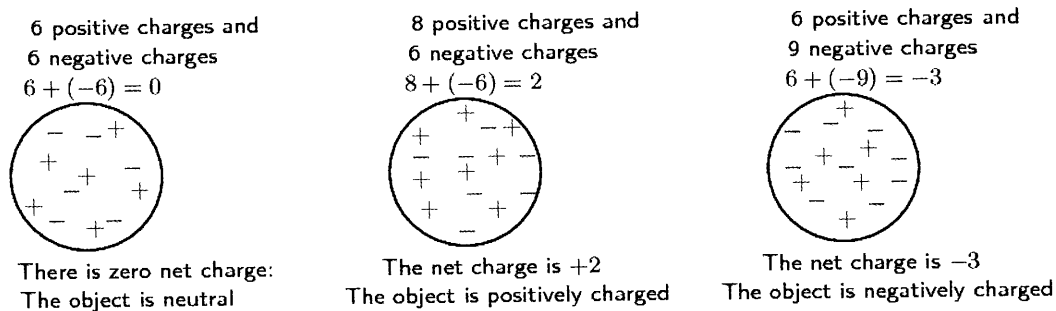 6 positive charges and
6 negative charges
6 + (−6) = 0
There is zero net charge:
The object is neutral
8 positive charges and
6 negative charges
8 + (−6) = 2
The net charge is +2
The object is positively charged
6 positive charges and
9 negative charges
6 + (−9) = −3
The net charge is −3
The object is negatively charged